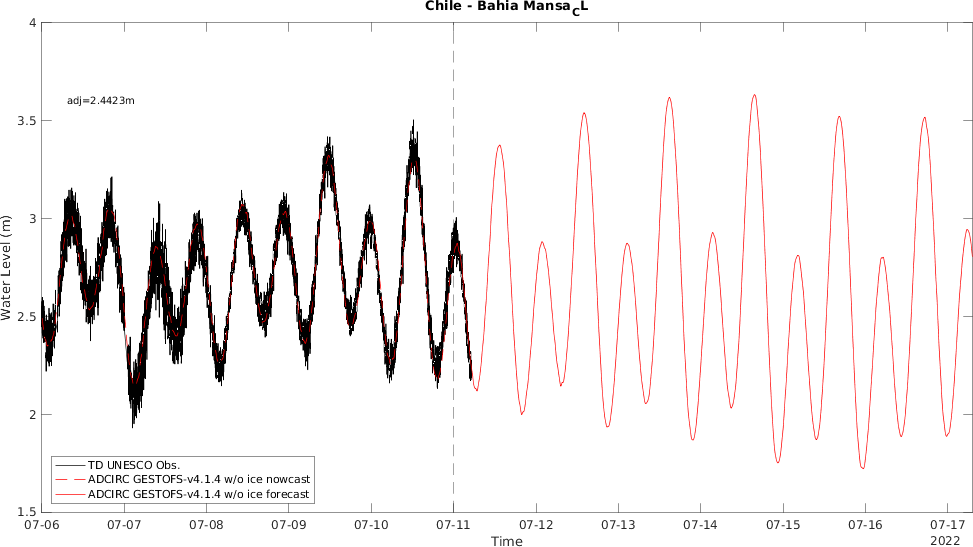 Chile - Bahia Mansa_CL
4
adj=2.4423m
3.5
3
Water Level (m)
2.5
2
TD UNESCO Obs.
ADCIRC GESTOFS-v4.1.4 w/o ice nowcast
ADCIRC GESTOFS-v4.1.4 w/o ice forecast
1.5
07-06 07-07 07-08 07-09 07-10 07-11 07-12 07-13 07-14 07-15 07-16 07-17
Time 2022